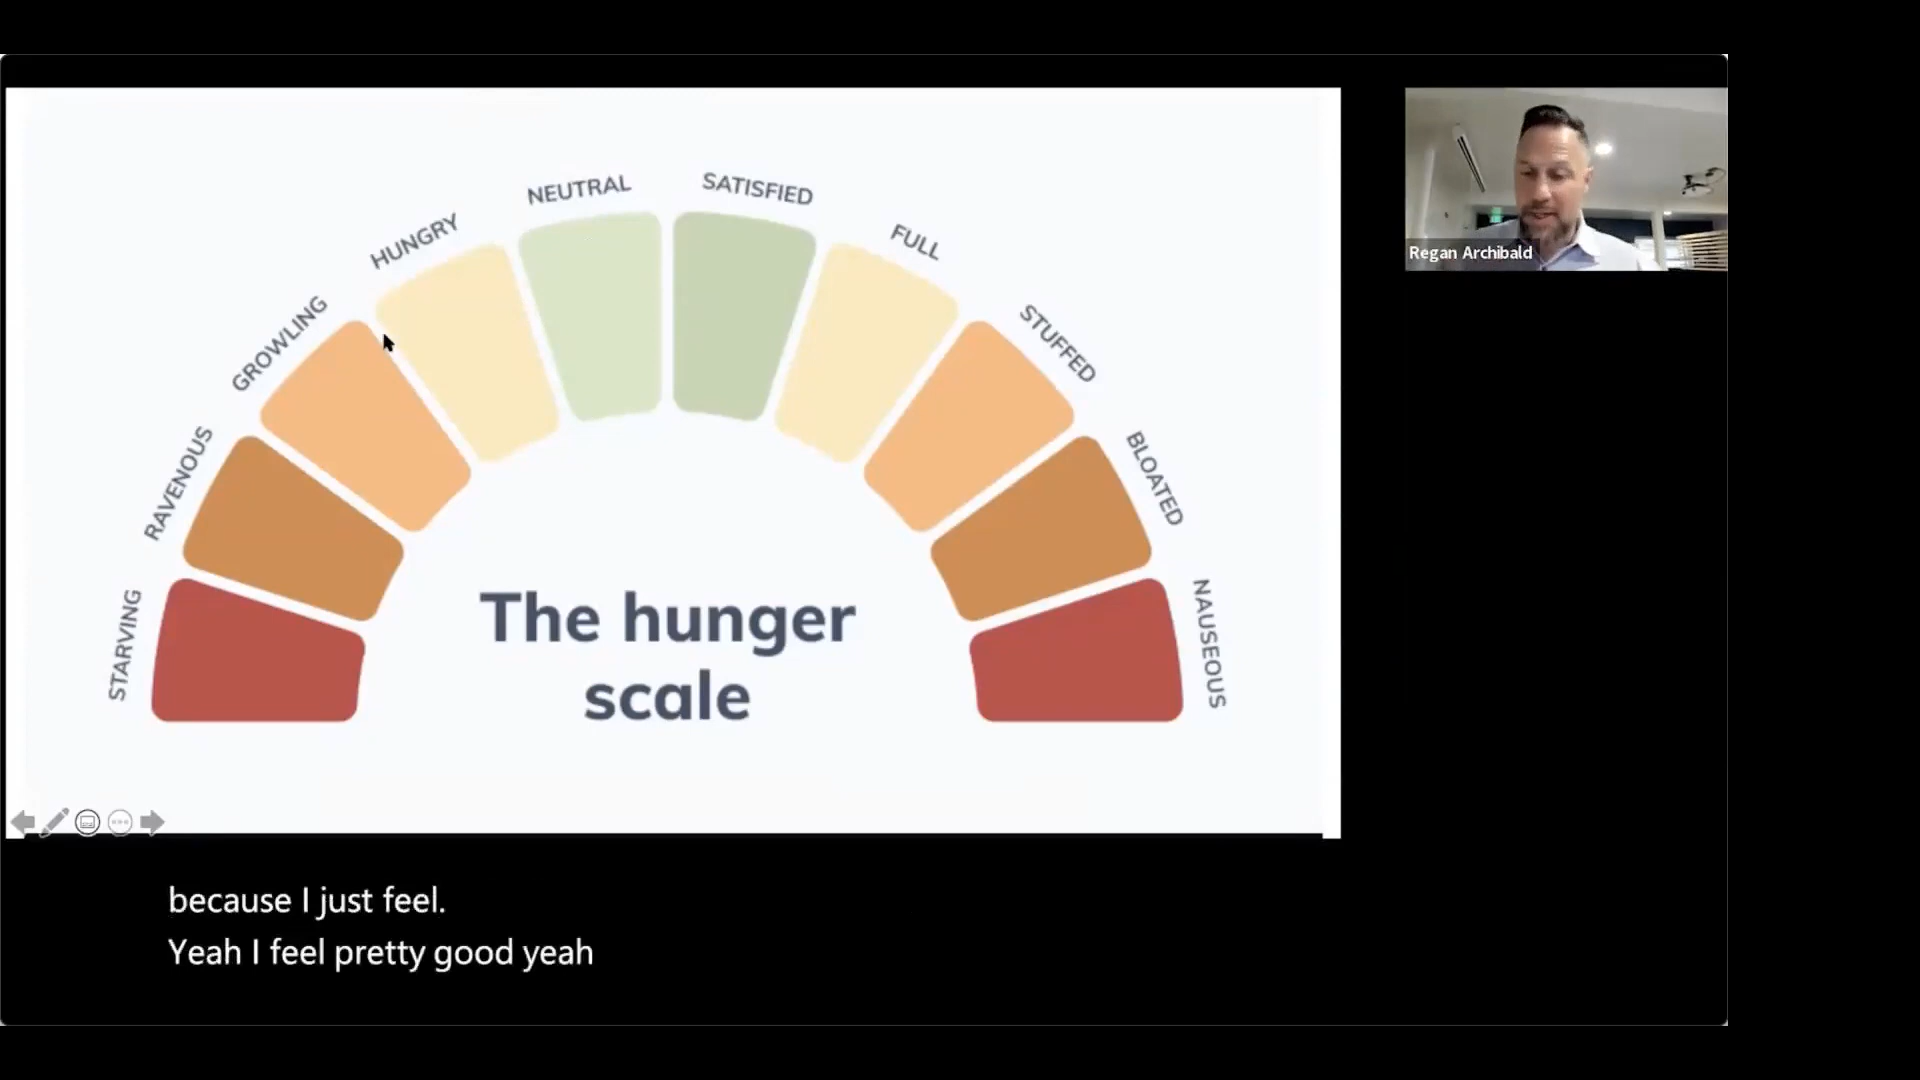 STARVING
RAVENOUS
GROWLING
HUNGRY
NEUTRAL
SATISFIED
FULL
STUFFED
BLOATED
NAUSEOUS
The hunger
scale
Regan Archibald
because I just feel.
Yeah I feel pretty good yeah